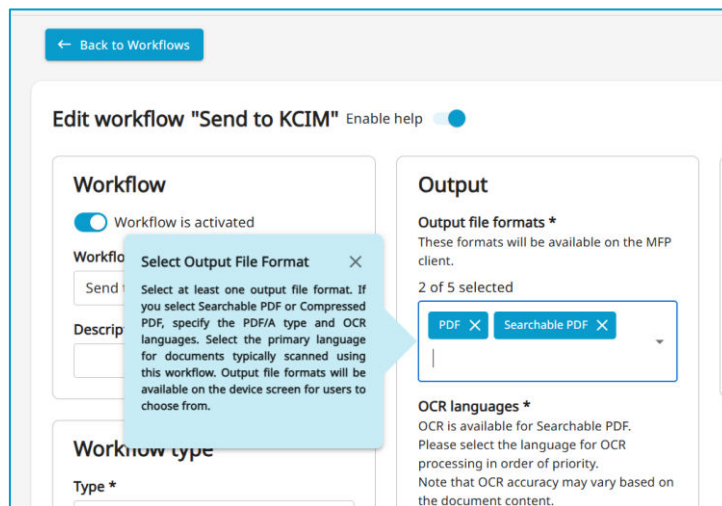 ← Back to Workflows
Edit workflow "Send to KCIM" Enable help
Workflow
Workflow is activated
Workflo
Send
Descrip
Select Output File Format
Select at least one output file format. If
you select Searchable PDF or Compressed
PDF, specify the PDF/A type and OCR
languages. Select the primary language
for documents typically scanned using
this workflow. Output file formats will be
available on the device screen for users to
choose from.
Workflow type
Type *
Output
Output file formats *
These formats will be available on the MFP
client.
2 of 5 selected
PDF
Searchable PDF
OCR languages *
OCR is available for Searchable PDF.
Please select the language for OCR
processing in order of priority.
Note that OCR accuracy may vary based on
the document content.